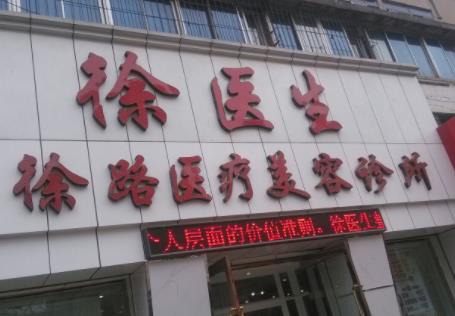 徐医生
徐路医疗美容诊所
个人层面的价值准则。徐医生